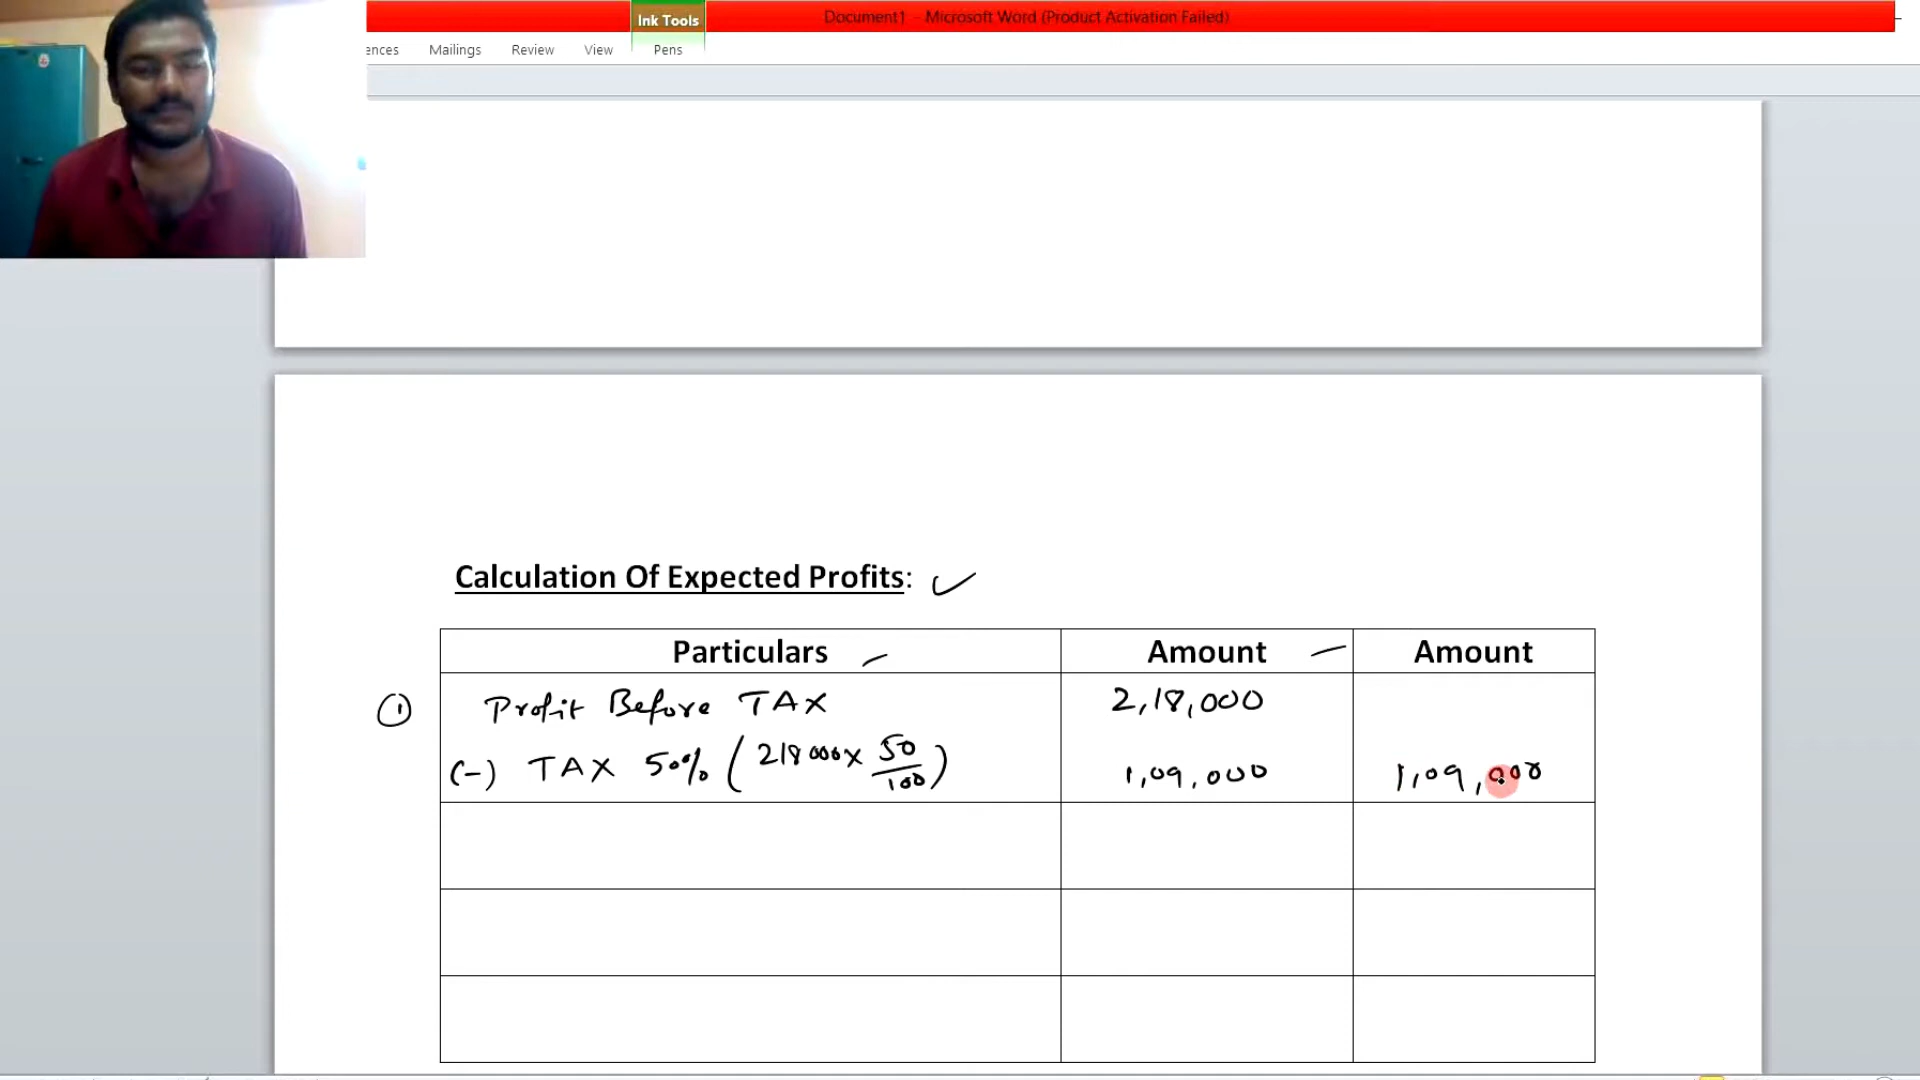 Ink Tools
Document1 - Microsoft Word (Product Activation Failed)
ences Mailings Review View Pens
Calculation Of Expected Profits:
Particulars Amount Amount
① Profit Before TAX 2,18,000
(-) TAX 50% (218000 x 50/100) 1,09,000 1,09,000